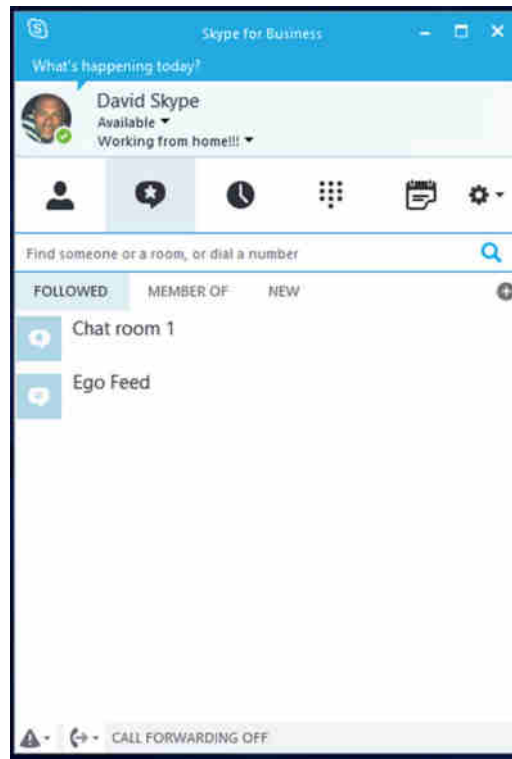 Skype for Business
What's happening today?
David Skype
Available
Working from home!!!
Find someone or a room, or dial a number
FOLLOWED MEMBER OF NEW
Chat room 1
Ego Feed
CALL FORWARDING OFF